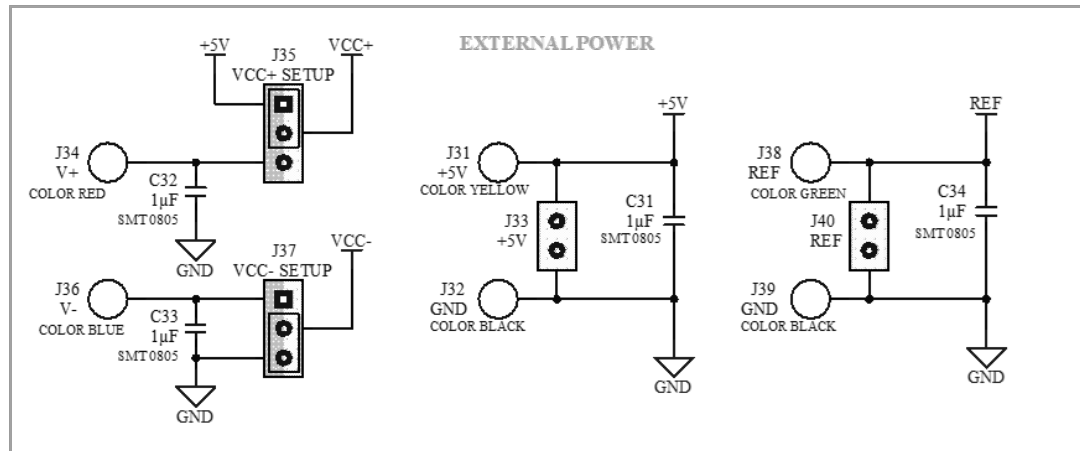 EXTERNAL POWER
+5V
J35
VCC+
VCC+ SETUP
J34
V+
COLOR RED
C32
1µF
SMT0805
GND
J37
VCC-
VCC- SETUP
J36
V-
COLOR BLUE
C33
1µF
SMT0805
GND
+5V
J31
+5V
COLOR YELLOW
C31
1µF
SMT0805
J33
+5V
J32
GND
COLOR BLACK
GND
REF
J38
REF
COLOR GREEN
C34
1µF
SMT0805
J40
REF
J39
GND
COLOR BLACK
GND